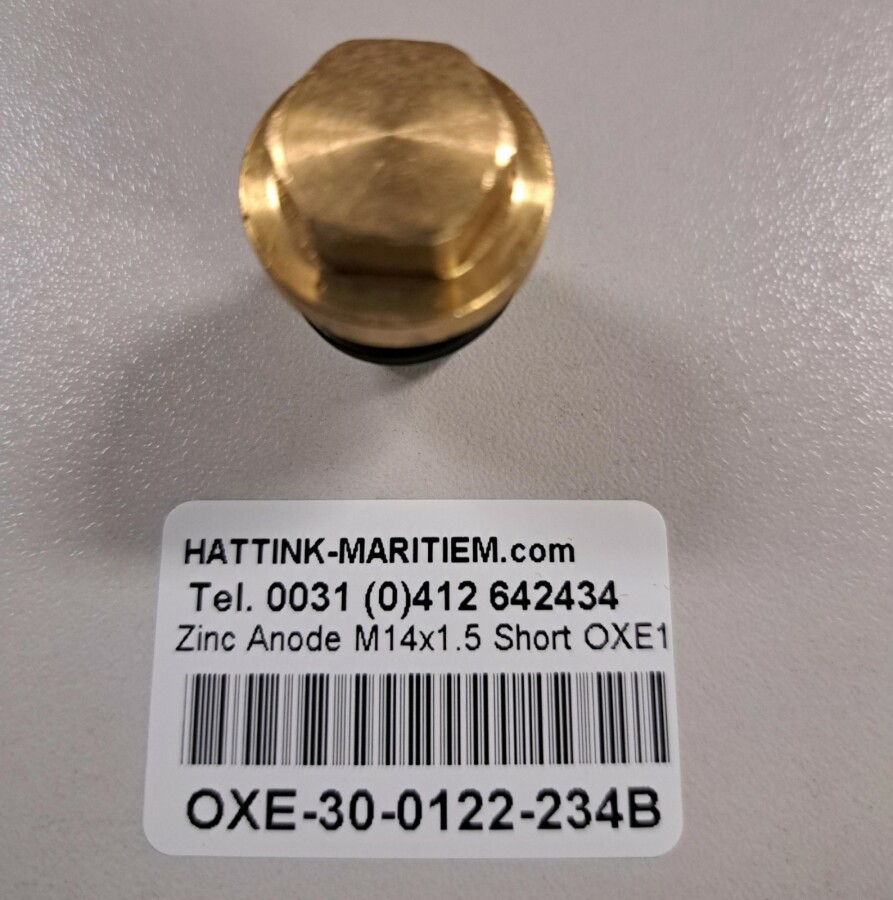 HATTINK-MARITIEM.com
Tel. 0031 (0)412 642434
Zinc Anode M14x1.5 Short OXE1
OXE-30-0122-234B